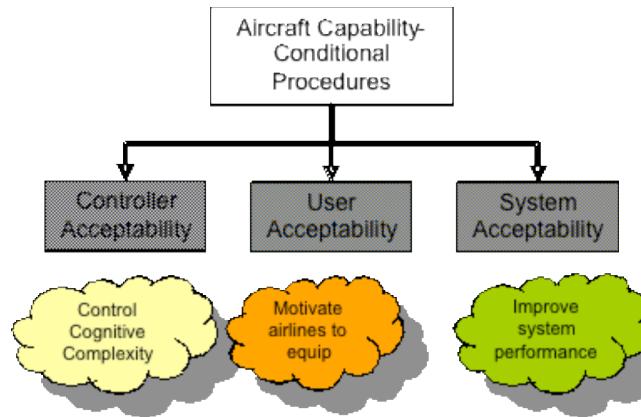 Aircraft Capability-
Conditional
Procedures
Controller
Acceptability
User
Acceptability
System
Acceptability
Control
Cognitive
Complexity
Motivate
airlines to
equip
Improve
system
performance